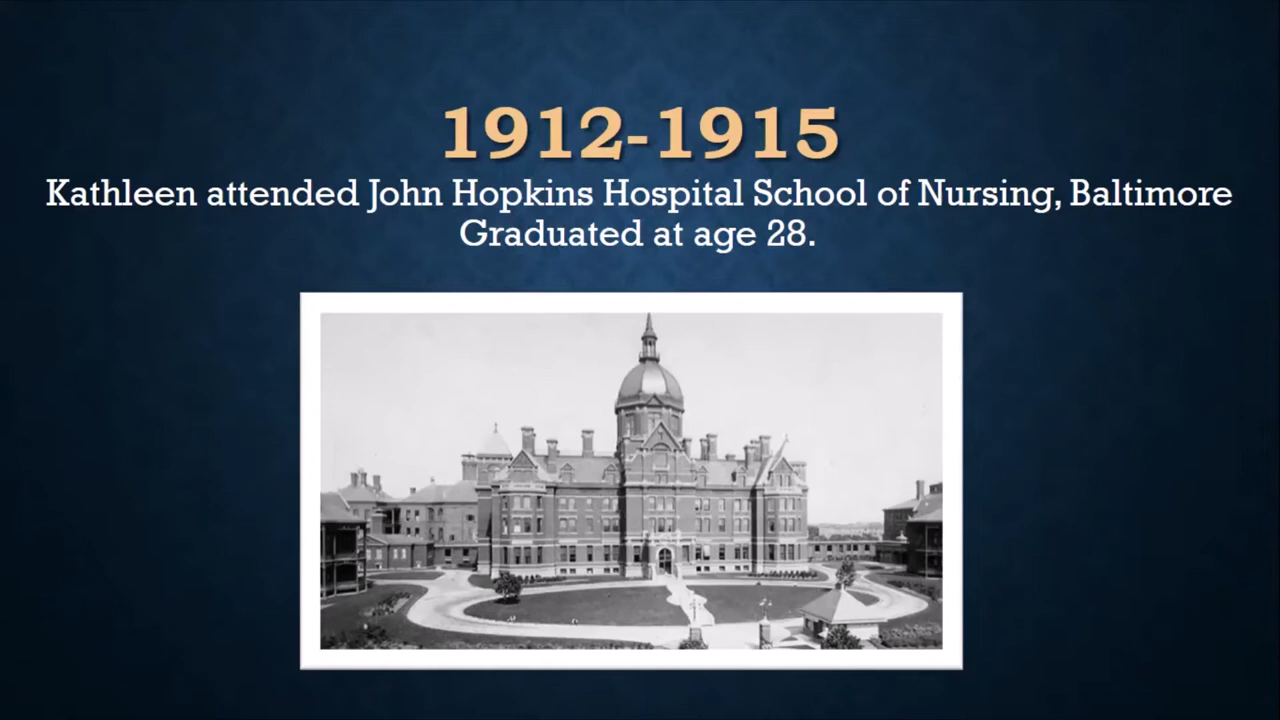 1912-1915
Kathleen attended John Hopkins Hospital School of Nursing, Baltimore
Graduated at age 28.